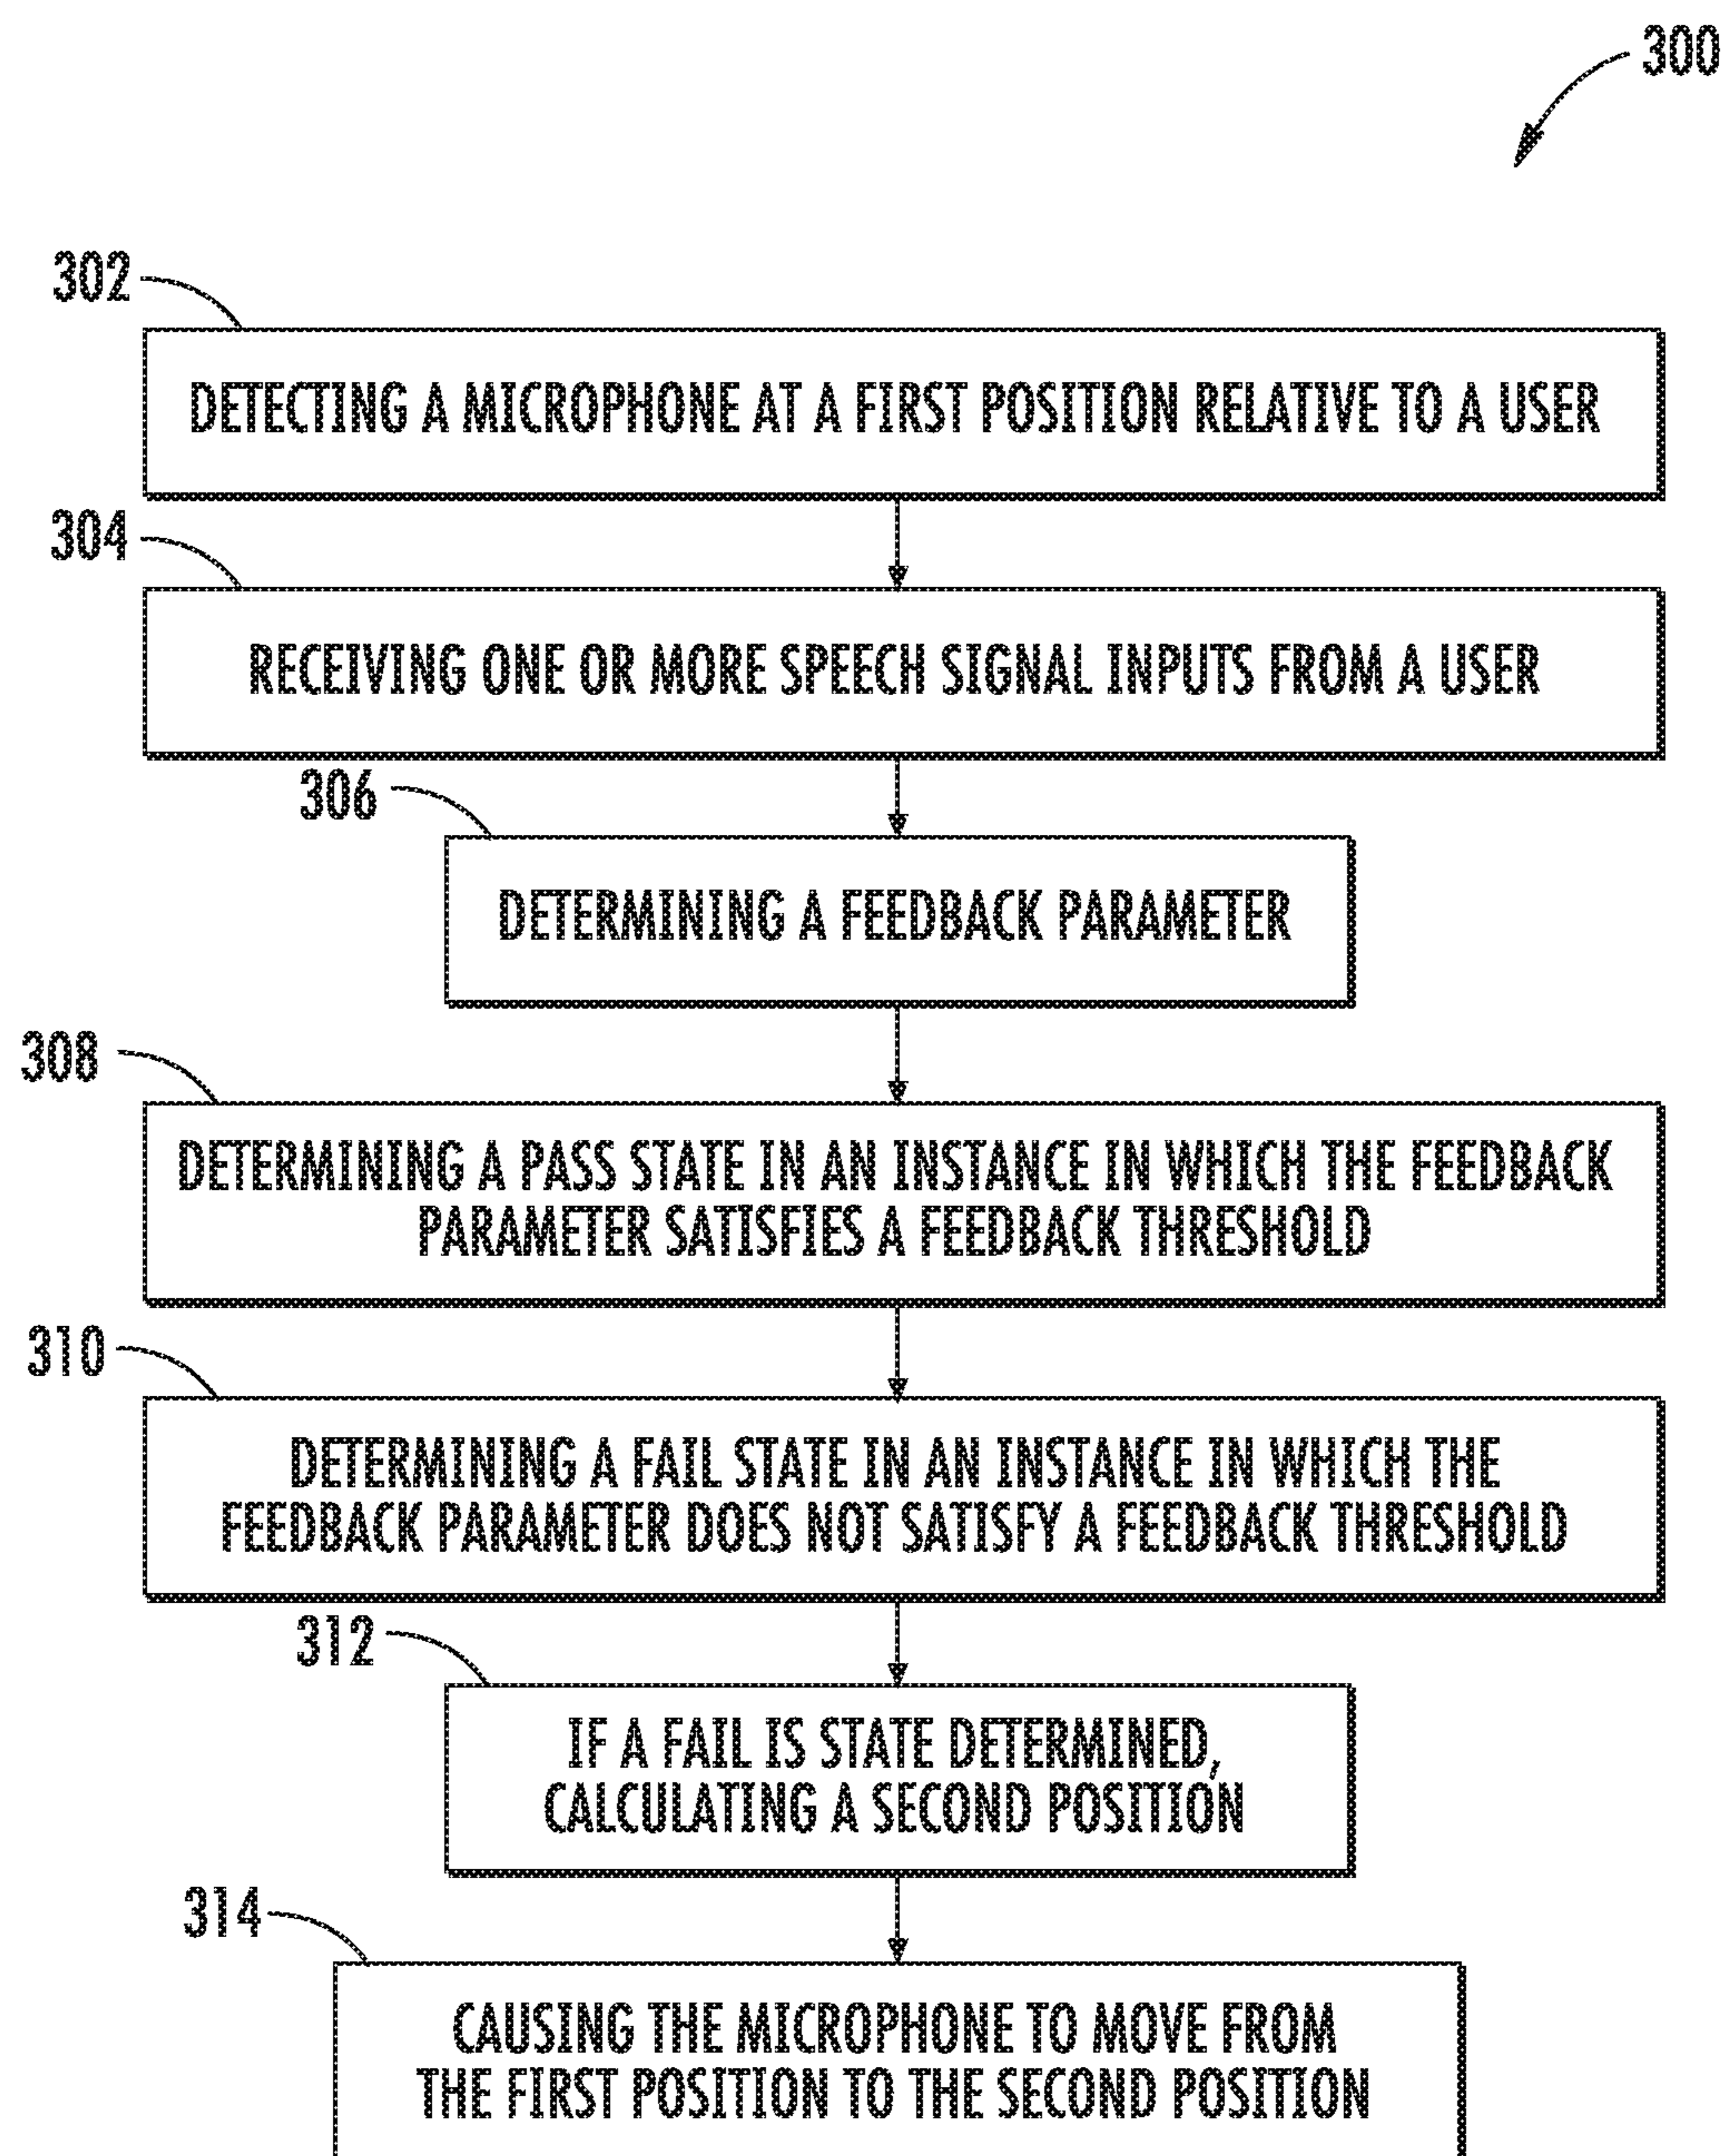 300
302
DETECTING A MICROPHONE AT A FIRST POSITION RELATIVE TO A USER
304
RECEIVING ONE OR MORE SPEECH SIGNAL INPUTS FROM A USER
306
DETERMINING A FEEDBACK PARAMETER
308
DETERMINING A PASS STATE IN AN INSTANCE IN WHICH THE FEEDBACK
PARAMETER SATISFIES A FEEDBACK THRESHOLD
310
DETERMINING A FAIL STATE IN AN INSTANCE IN WHICH THE
FEEDBACK PARAMETER DOES NOT SATISFY A FEEDBACK THRESHOLD
312
IF A FAIL IS STATE DETERMINED,
CALCULATING A SECOND POSITION
314
CAUSING THE MICROPHONE TO MOVE FROM
THE FIRST POSITION TO THE SECOND POSITION